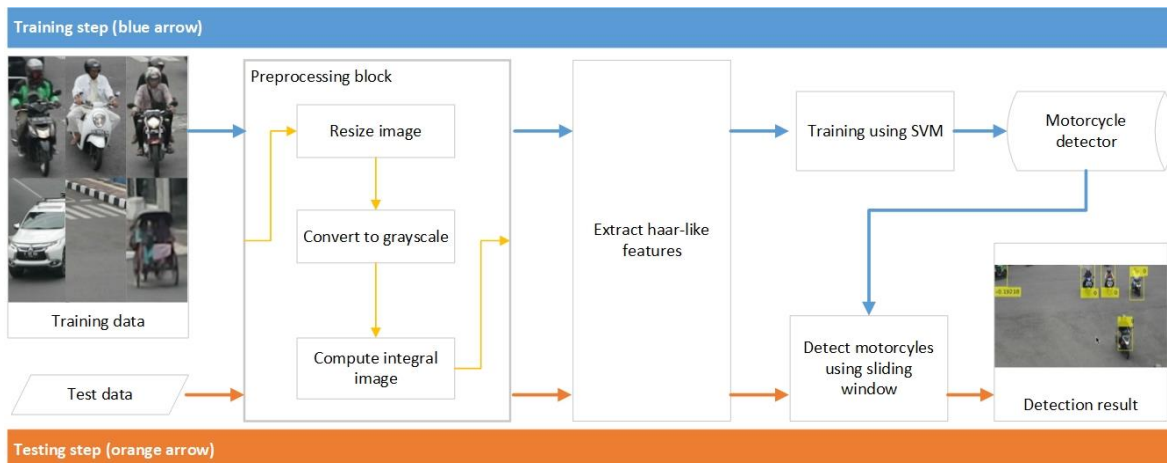 Training step (blue arrow)
Preprocessing block
Resize image
Convert to grayscale
Compute integral
image
Training data
Test data
Extract haar-like
features
Training using SVM
Motorcycle
detector
Detect motorcyles
using sliding
window
Detection result
Testing step (orange arrow)